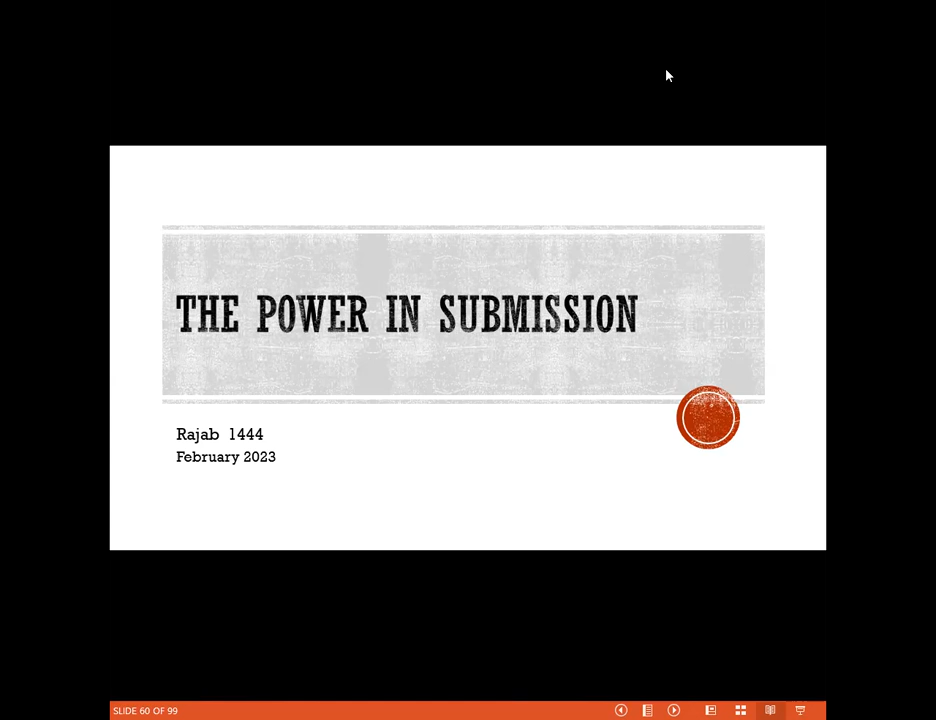 THE POWER IN SUBMISSION
Rajab 1444
February 2023
SLIDE 60 OF 99